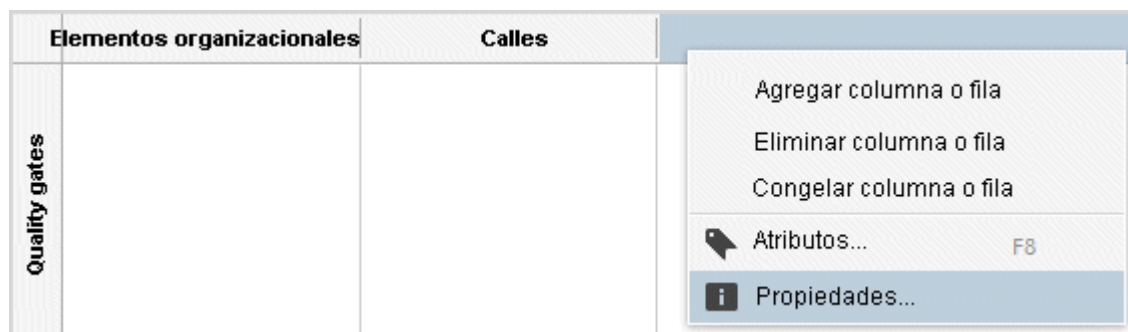 Elementos organizacionales
Calles
Agregar columna o fila
Eliminar columna o fila
Congelar columna o fila
Atributos... F8
Propiedades...
Quality gates